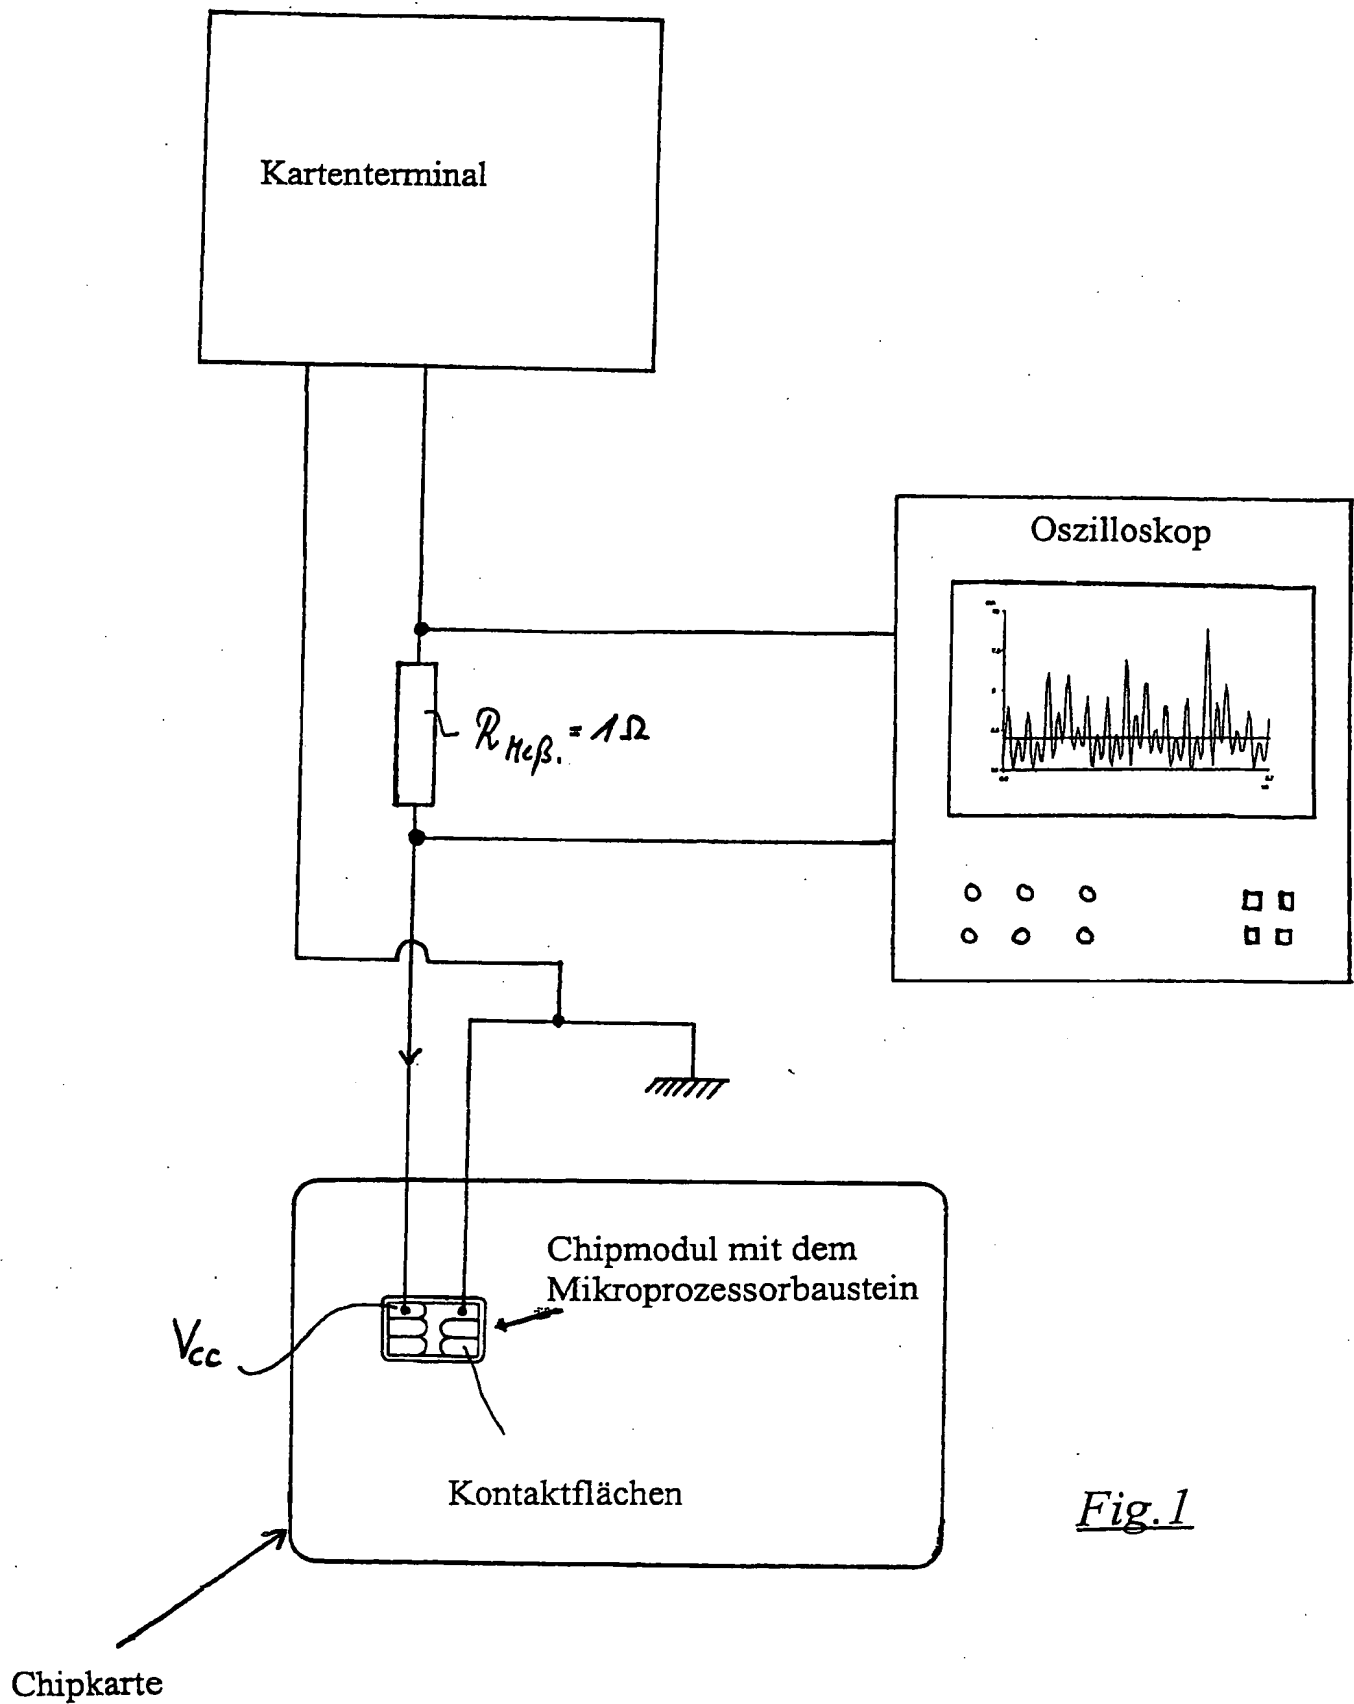 Kartenterminal
Oszilloskop
R Meß. = 1Ω
Chipmodul mit dem
Mikroprozessorbaustein
Vcc
Kontaktflächen
Fig.1
Chipkarte